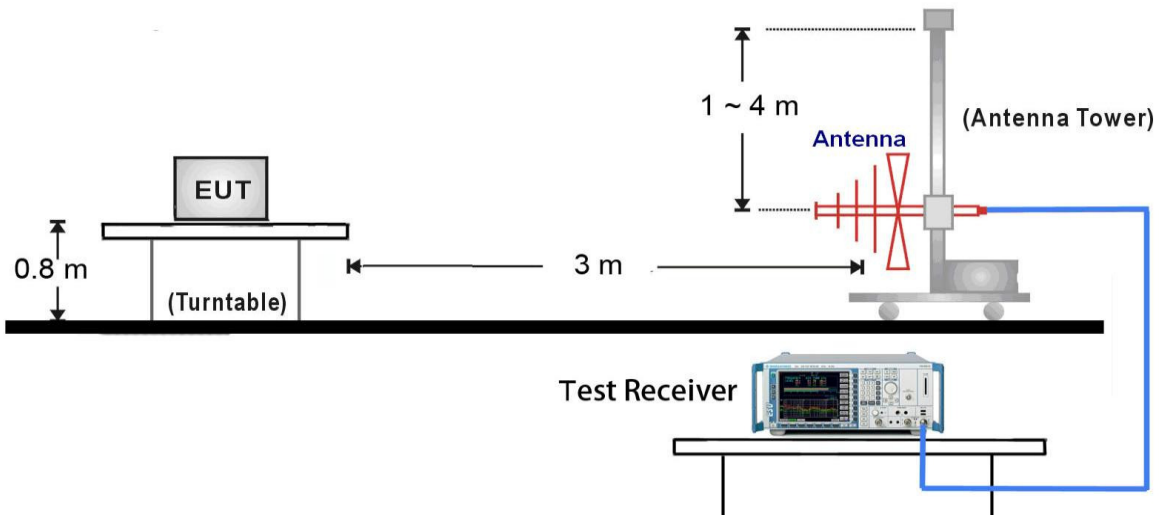 1 ~ 4 m
(Antenna Tower)
Antenna
EUT
0.8 m
3 m
(Turntable)
Test Receiver